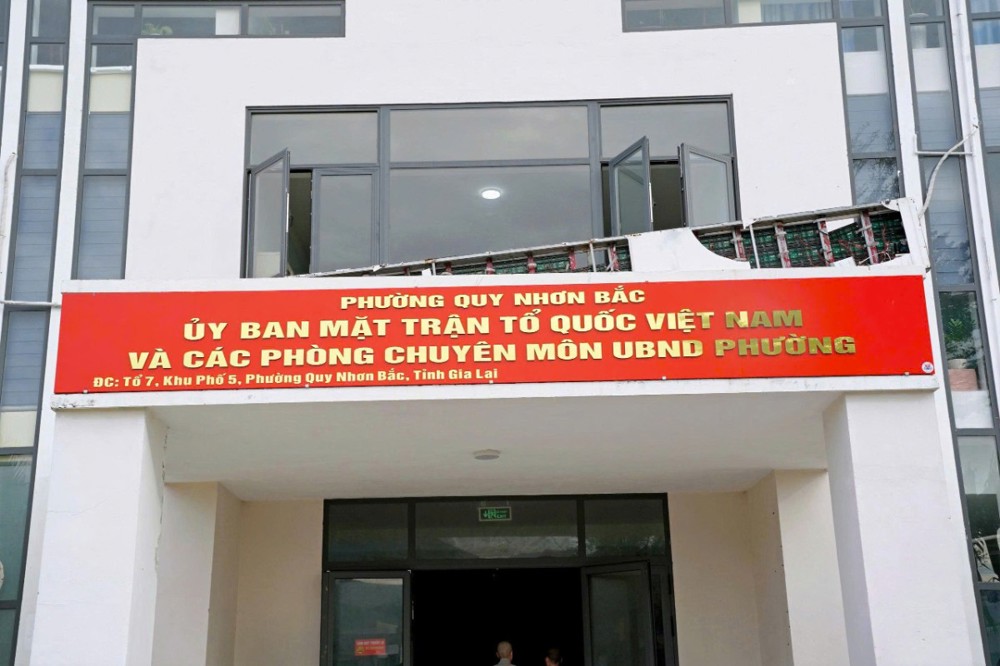 PHƯỜNG QUY NHƠN BẮC
ỦY BAN MẶT TRẬN TỔ QUỐC VIỆT NAM
VÀ CÁC PHÒNG CHUYÊN MÔN UBND PHƯỜNG
ĐC: Tổ 7, Khu Phố 5, Phường Quy Nhơn Bắc, Tỉnh Gia Lai